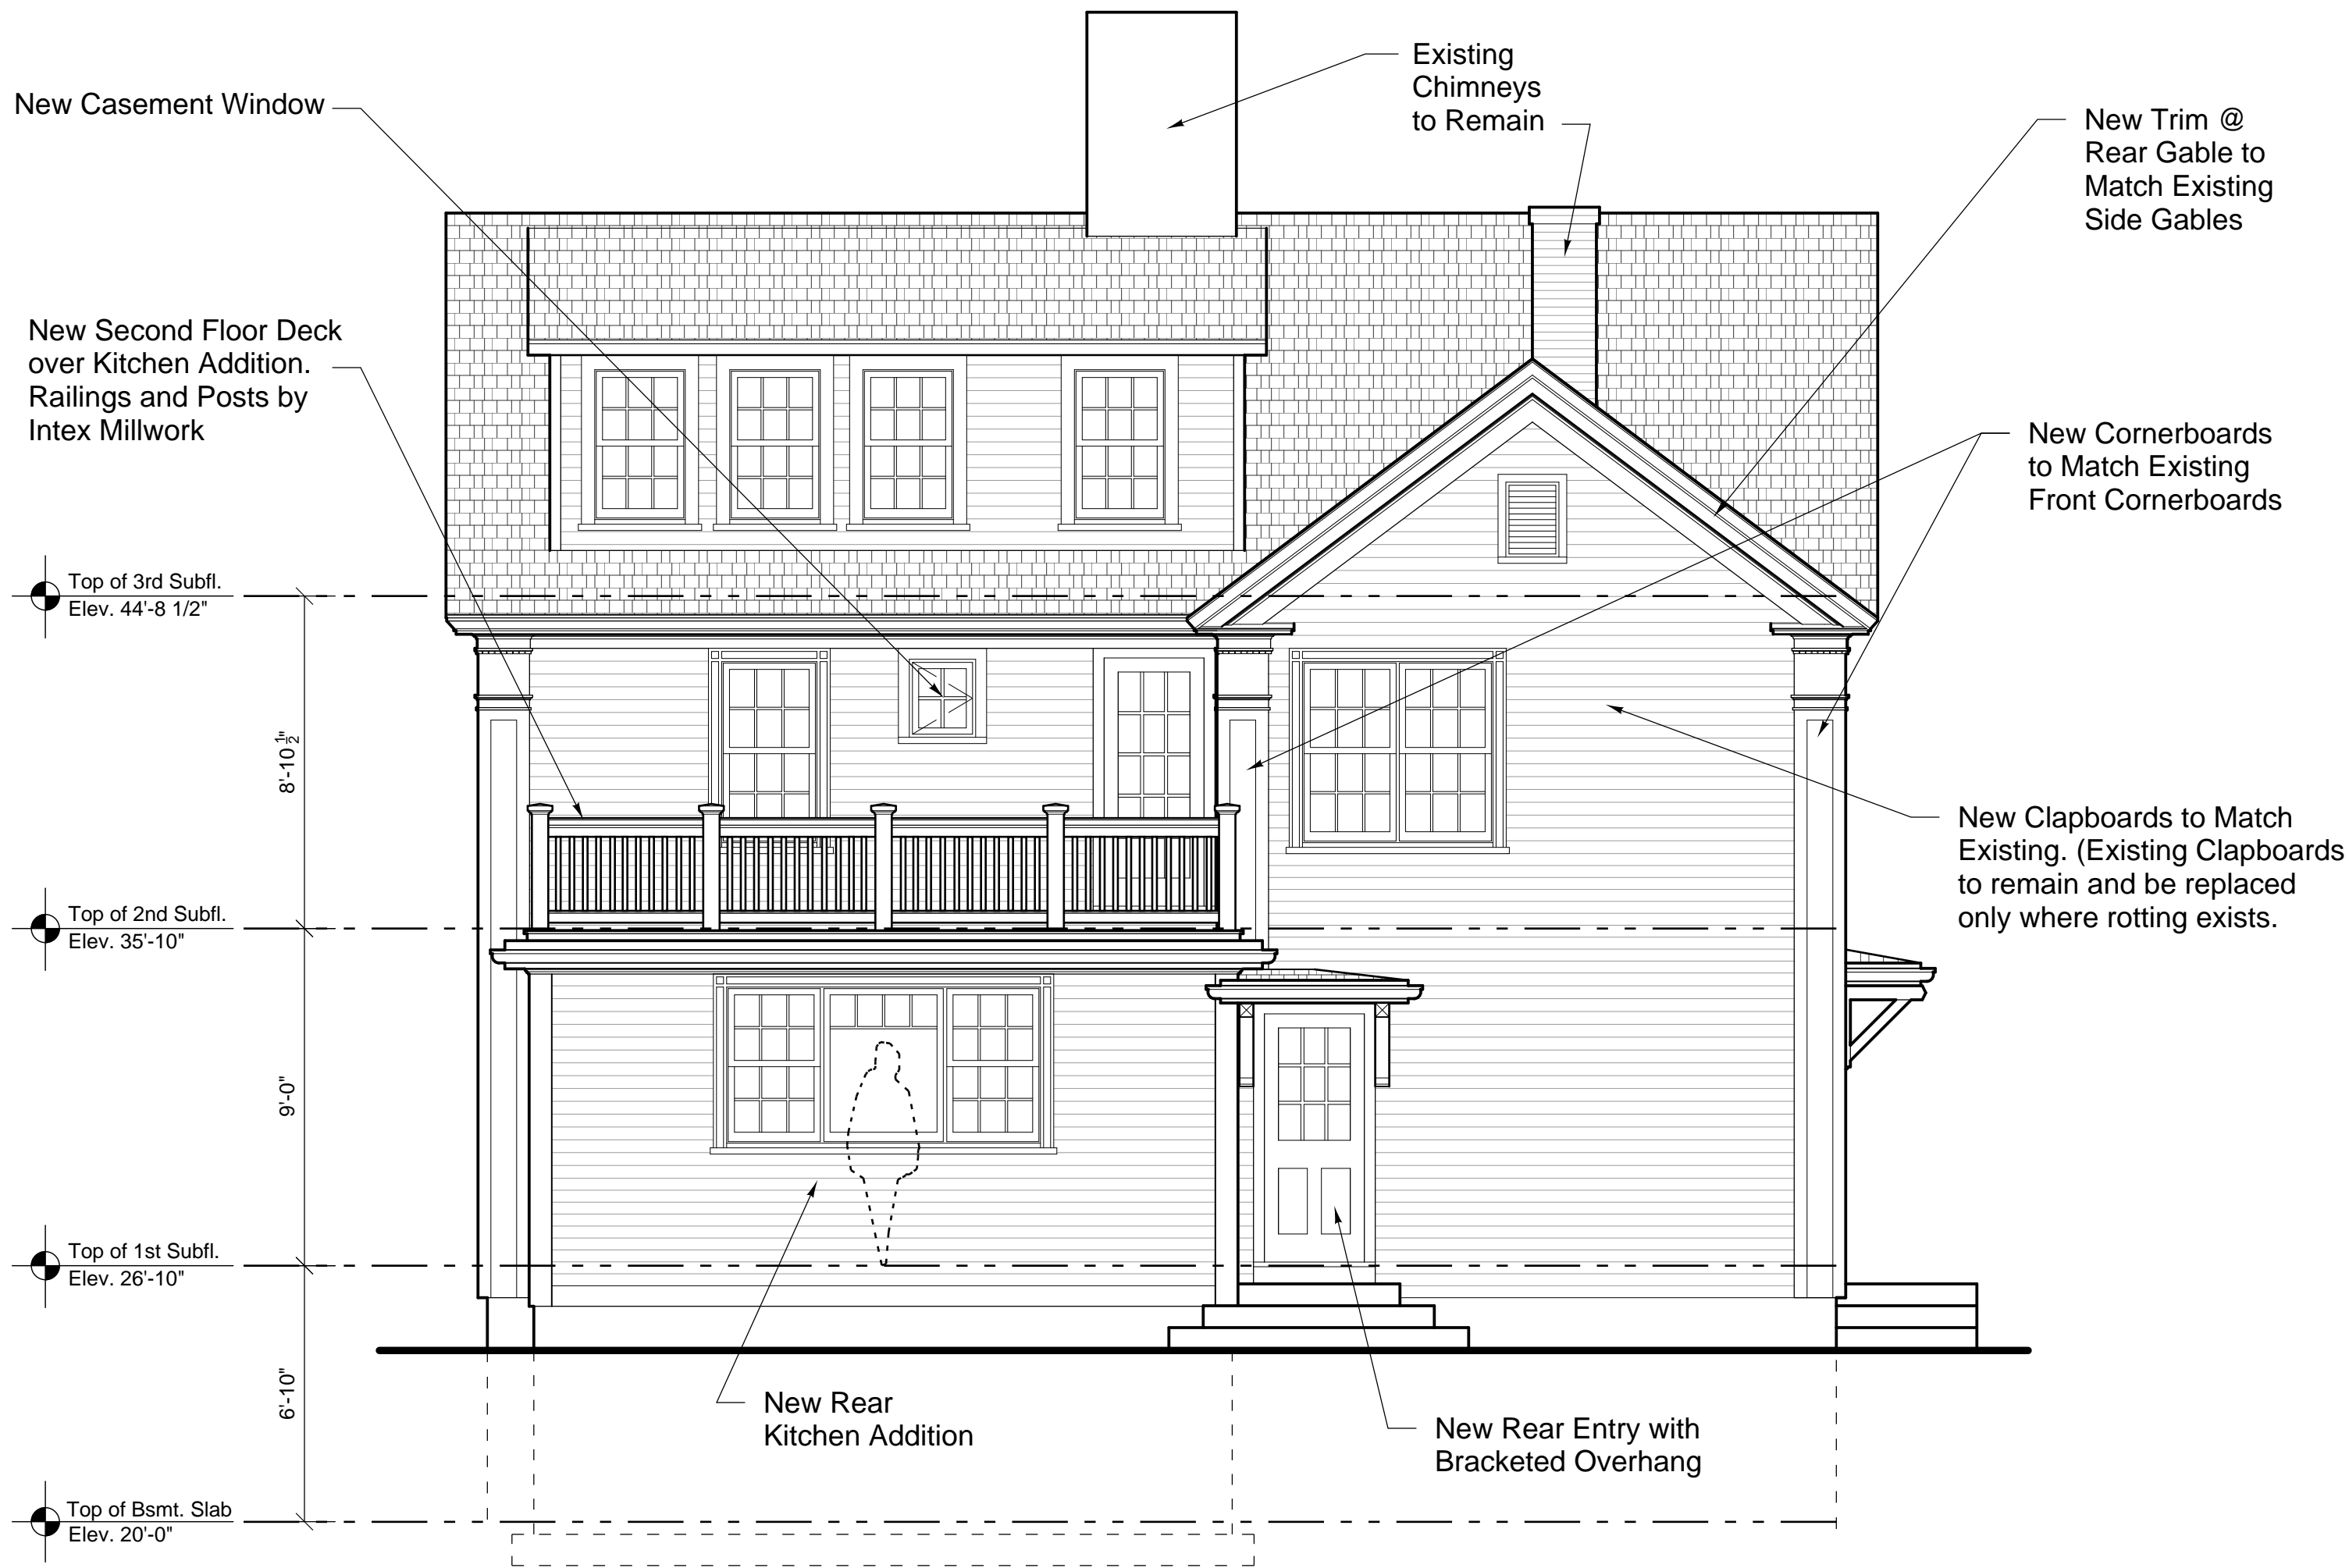 Existing
Chimneys
to Remain
New Casement Window
New Trim @
Rear Gable to
Match Existing
Side Gables
New Second Floor Deck
over Kitchen Addition.
Railings and Posts by
Intex Millwork
New Cornerboards
to Match Existing
Front Cornerboards
Top of 3rd Subfl.
Elev. 44'-8 1/2"
8'-10 1/2"
New Clapboards to Match
Existing. (Existing Clapboards
to remain and be replaced
only where rotting exists.
Top of 2nd Subfl.
Elev. 35'-10"
9'-0"
Top of 1st Subfl.
Elev. 26'-10"
6'-10"
New Rear
Kitchen Addition
New Rear Entry with
Bracketed Overhang
Top of Bsmt. Slab
Elev. 20'-0"